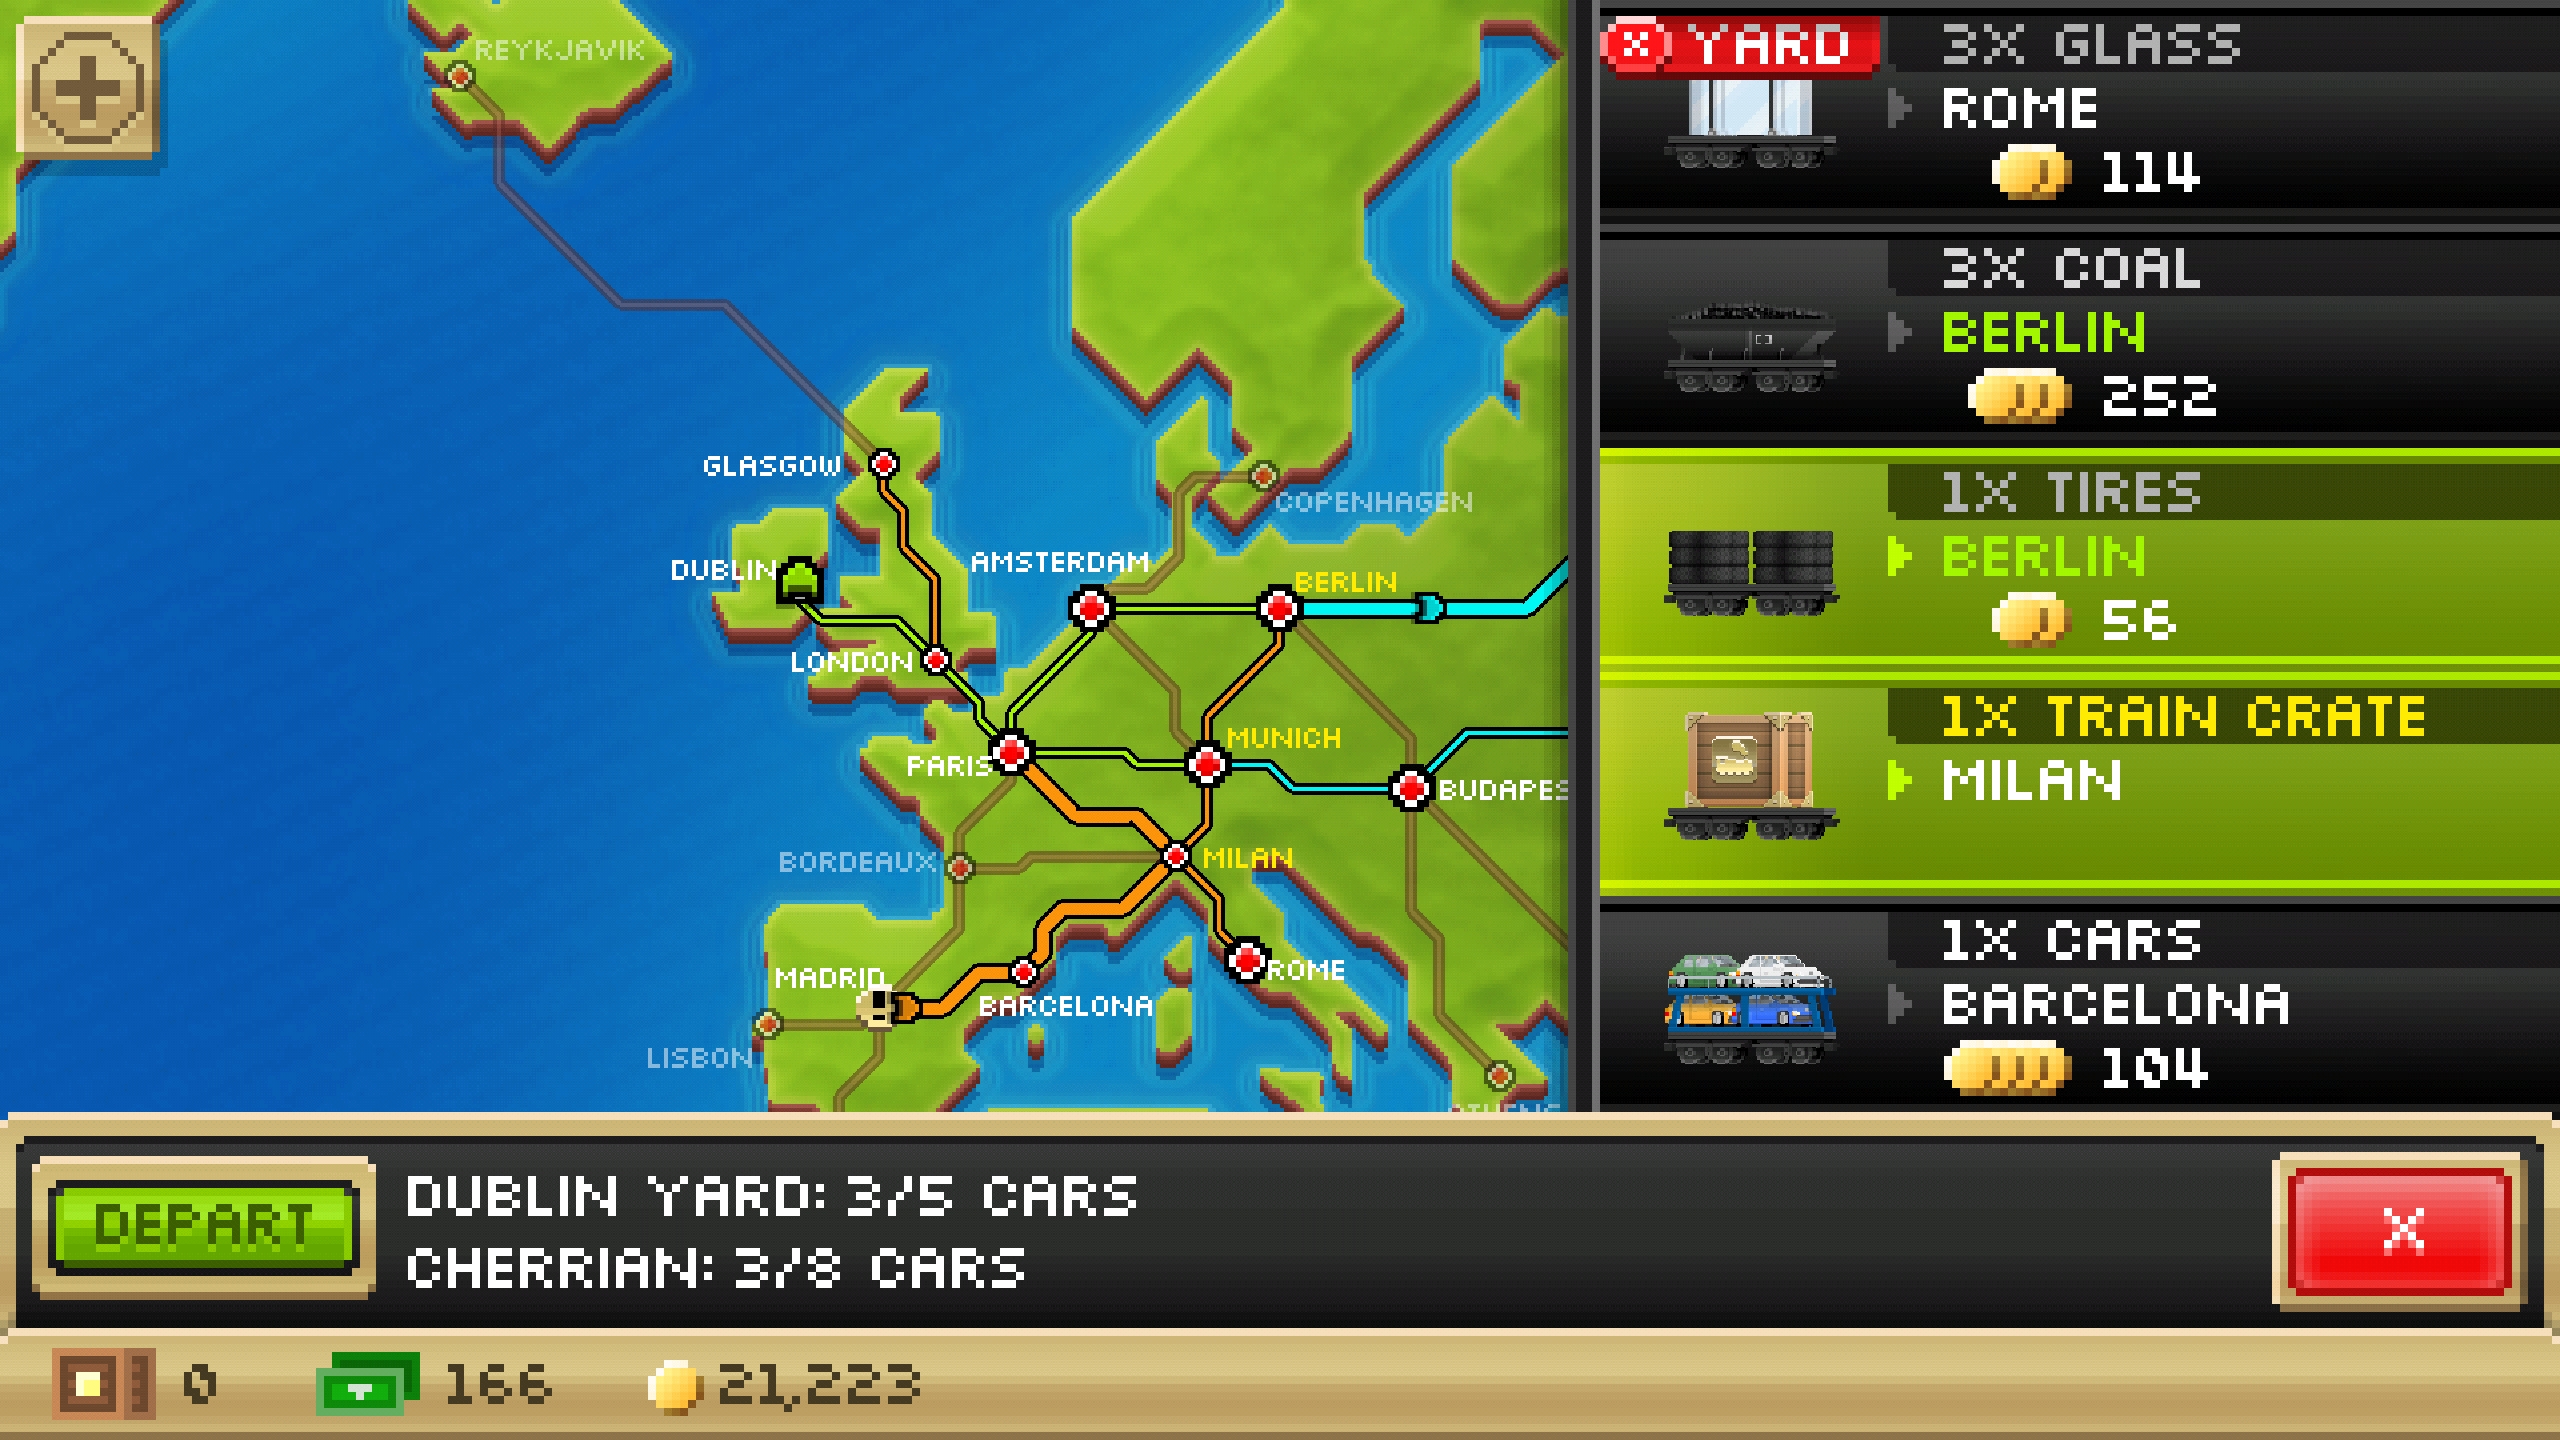 REYKJAVIK
GLASGOW
COPENHAGEN
DUBLIN
AMSTERDAM
BERLIN
LONDON
MUNICH
PARIS
BUDAPES
BORDEAUX
MILAN
MADRID
ROME
BARCELONA
LISBON
YARD
3X GLASS
ROME
114
3X COAL
BERLIN
252
1X TIRES
BERLIN
56
1X TRAIN CRATE
MILAN
1X CARS
BARCELONA
104
DEPART
DUBLIN YARD: 3/5 CARS
CHERRIAN: 3/8 CARS
X
0
166
21,223